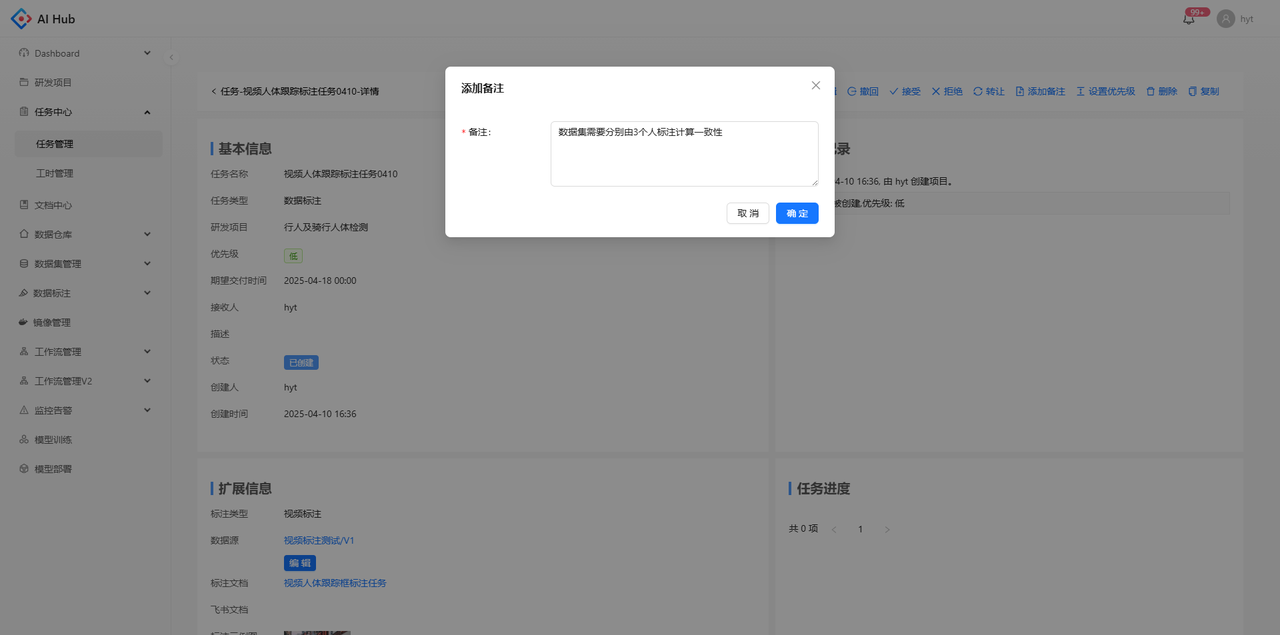 AI Hub
99+
hyt
Dashboard
研发项目
任务中心
任务管理
工时管理
文档中心
数据仓库
数据集管理
数据标注
镜像管理
工作流管理
工作流管理V2
监控告警
模型训练
模型部署
任务-视频人体跟踪标注任务0410-详情
撤回
接受
拒绝
转让
添加备注
设置优先级
删除
复制
添加备注
* 备注:
数据集需要分别由3个人标注计算一致性
取 消
确 定
基本信息
任务名称 视频人体跟踪标注任务0410
任务类型 数据标注
研发项目 行人及骑行人体检测
优先级 低
期望交付时间 2025-04-18 00:00
接收人 hyt
描述
状态 已创建
创建人 hyt
创建时间 2025-04-10 16:36
记录
4-10 16:36, 由 hyt 创建项目。
被创建,优先级: 低
扩展信息
标注类型 视频标注
数据源 视频标注测试/V1
编 辑
标注文档 视频人体跟踪框标注任务
飞书文档
任务进度
共 0 项
1